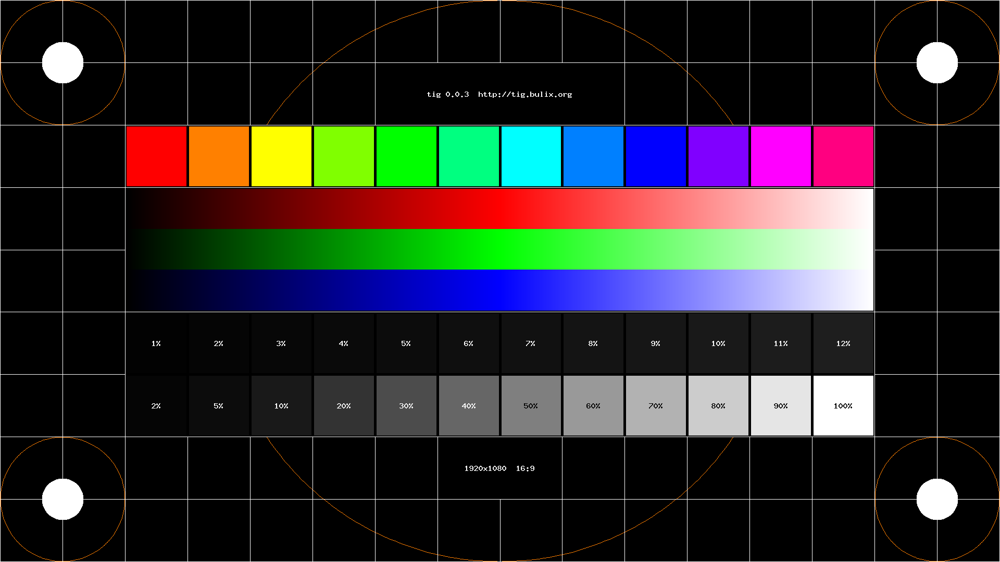 tig 0.0.3  http://tig.bulix.org
1% 2% 3% 4% 5% 6% 7% 8% 9% 10% 11% 12%
2% 5% 10% 20% 30% 40% 50% 60% 70% 80% 90% 100%
1920x1080  16:9